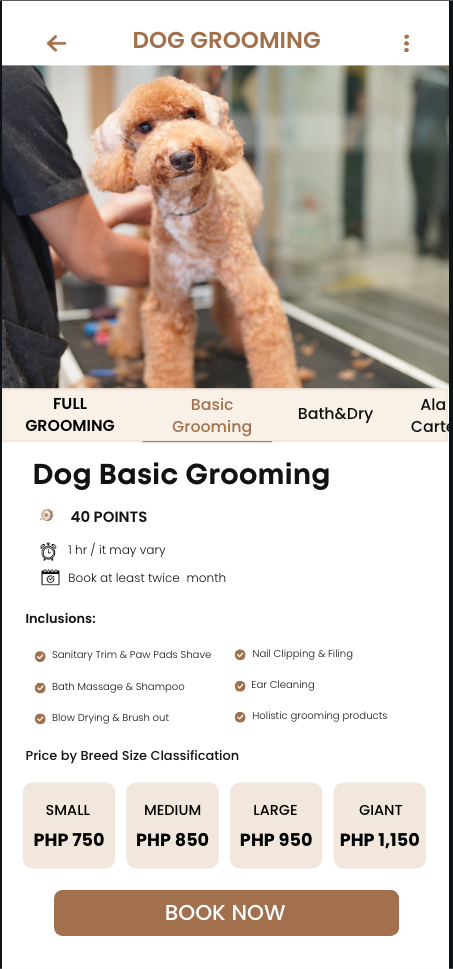 DOG GROOMING
FULL
GROOMING
Basic
Grooming
Bath&Dry
Ala
Carte
Dog Basic Grooming
40 POINTS
1 hr / it may vary
Book at least twice  month
Inclusions:
Sanitary Trim & Paw Pads Shave
Nail Clipping & Filing
Bath Massage & Shampoo
Ear Cleaning
Blow Drying & Brush out
Holistic grooming products
Price by Breed Size Classification
SMALL
PHP 750
MEDIUM
PHP 850
LARGE
PHP 950
GIANT
PHP 1,150
BOOK NOW